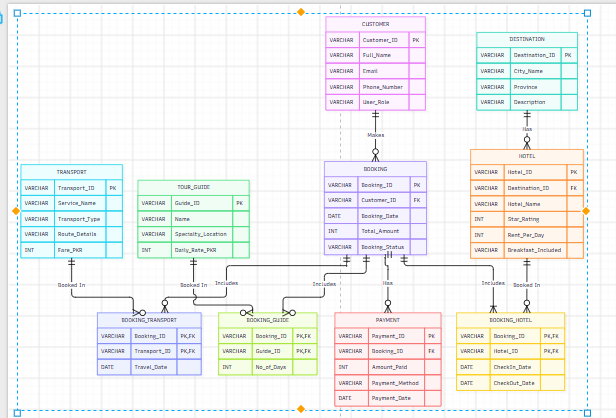 CUSTOMER
VARCHAR Customer_ID PK
VARCHAR Full_Name
VARCHAR Email
VARCHAR Phone_Number
VARCHAR User_Role
DESTINATION
VARCHAR Destination_ID PK
VARCHAR City_Name
VARCHAR Province
VARCHAR Description
Makes
Has
HOTEL
VARCHAR Hotel_ID PK
VARCHAR Destination_ID FK
VARCHAR Hotel_Name
INT Star_Rating
INT Rent_Per_Day
VARCHAR Breakfast_Included
BOOKING
VARCHAR Booking_ID PK
VARCHAR Customer_ID FK
DATE Booking_Date
INT Total_Amount
VARCHAR Booking_Status
TRANSPORT
VARCHAR Transport_ID PK
VARCHAR Service_Name
VARCHAR Transport_Type
VARCHAR Route_Details
INT Fare_PKR
TOUR_GUIDE
VARCHAR Guide_ID PK
VARCHAR Name
VARCHAR Specialty_Location
INT Daily_Rate_PKR
Booked In
Booked In
Includes
Includes
Has
Includes
Booked In
BOOKING_TRANSPORT
VARCHAR Booking_ID PK,FK
VARCHAR Transport_ID PK,FK
DATE Travel_Date
BOOKING_GUIDE
VARCHAR Booking_ID PK,FK
VARCHAR Guide_ID PK,FK
INT No_of_Days
PAYMENT
VARCHAR Payment_ID PK
VARCHAR Booking_ID FK
INT Amount_Paid
VARCHAR Payment_Method
DATE Payment_Date
BOOKING_HOTEL
VARCHAR Booking_ID PK,FK
VARCHAR Hotel_ID PK,FK
DATE CheckIn_Date
DATE CheckOut_Date